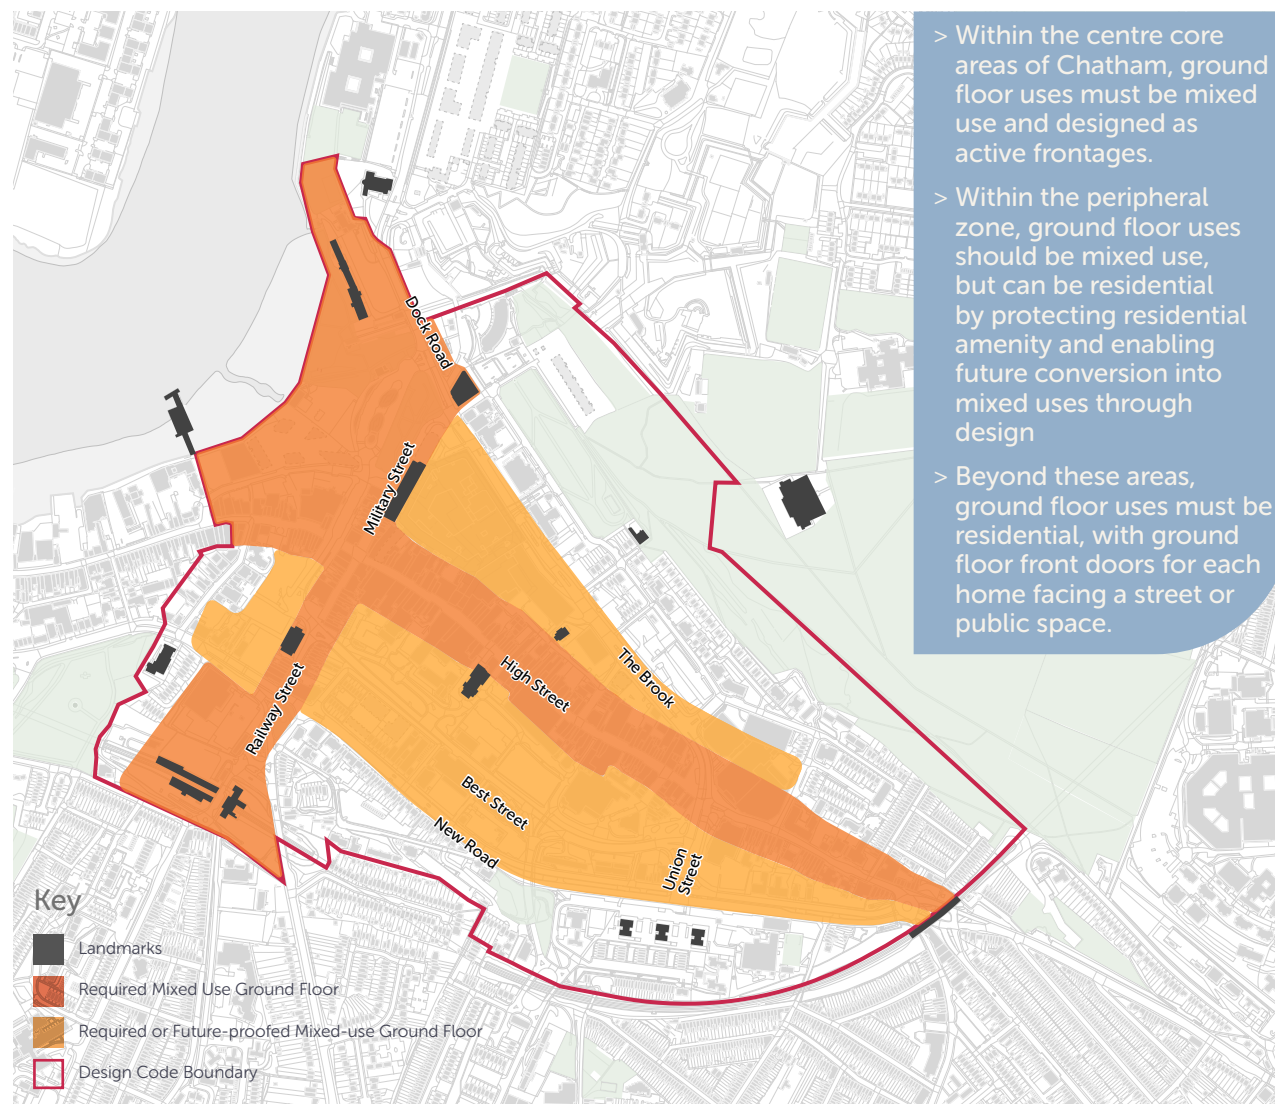 > Within the centre core
areas of Chatham, ground
floor uses must be mixed
use and designed as
active frontages.
> Within the peripheral
zone, ground floor uses
should be mixed use,
but can be residential
by protecting residential
amenity and enabling
future conversion into
mixed uses through
design
> Beyond these areas,
ground floor uses must be
residential, with ground
floor front doors for each
home facing a street or
public space.
Dock Road
Military Street
High Street
The Brook
Railway Street
Best Street
New Road
Union
Street
Key
Landmarks
Required Mixed Use Ground Floor
Required or Future-proofed Mixed-use Ground Floor
Design Code Boundary